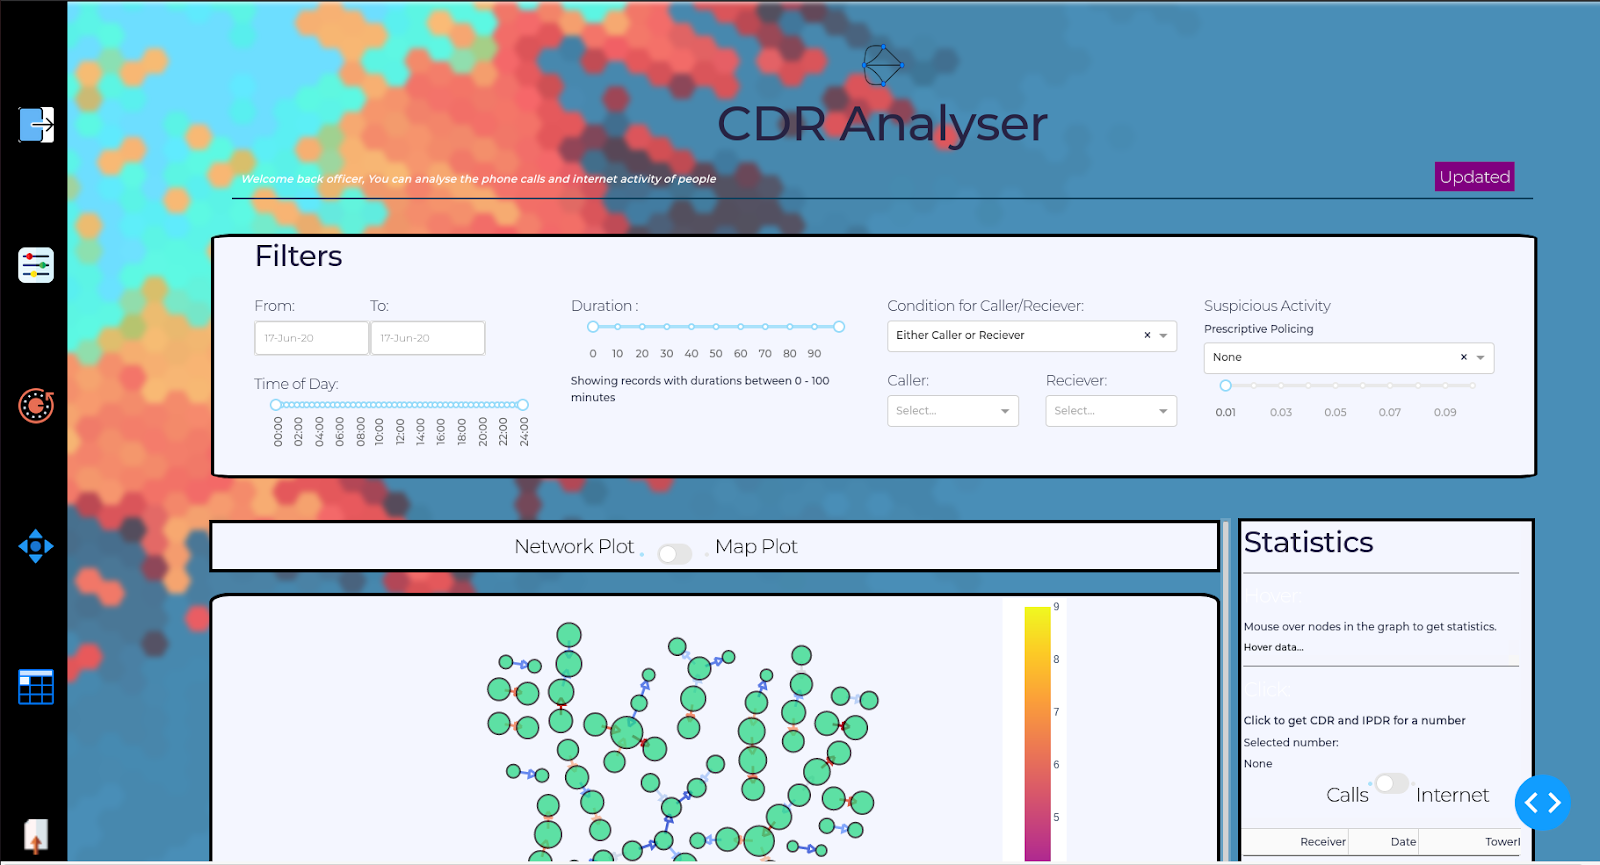 CDR Analyser
Welcome back officer, You can analyse the phone calls and internet activity of people
Updated
Filters
From: To:
17-Jun-20 17-Jun-20
Time of Day:
00:00 02:00 04:00 06:00 08:00 10:00 12:00 14:00 16:00 18:00 20:00 22:00 24:00
Duration :
0 10 20 30 40 50 60 70 80 90
Showing records with durations between 0 - 100
minutes
Condition for Caller/Reciever:
Either Caller or Reciever × 
Caller: Reciever:
Select... Select...
Suspicious Activity
Prescriptive Policing
None ×
0.01 0.03 0.05 0.07 0.09
Network Plot Map Plot
9
8
7
6
5
Statistics
Hover:
Mouse over nodes in the graph to get statistics.
Hover data...
Click:
Click to get CDR and IPDR for a number
Selected number:
None
Calls Internet
Receiver Date TowerI